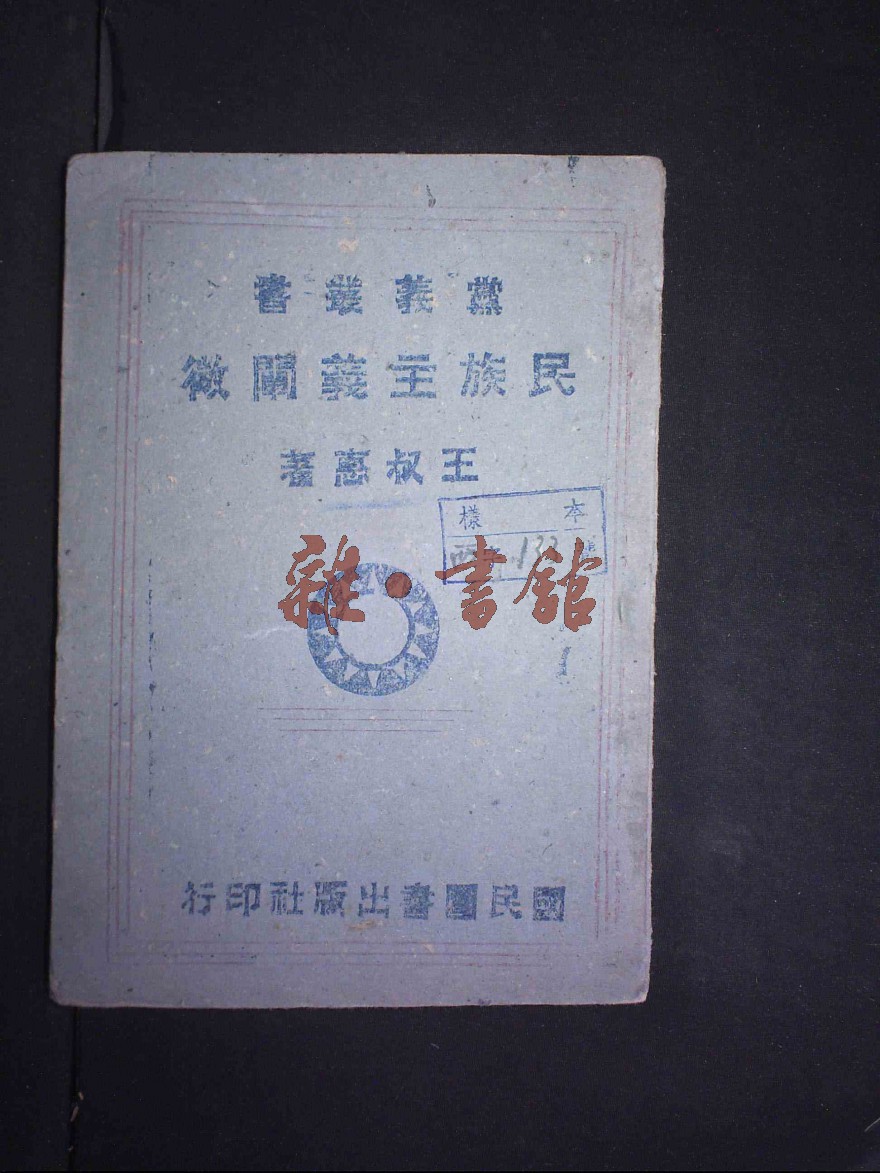 黨義叢書
民族主義闡微
王叔惠著
樣本
雜·書館
國民圖書出版社印行